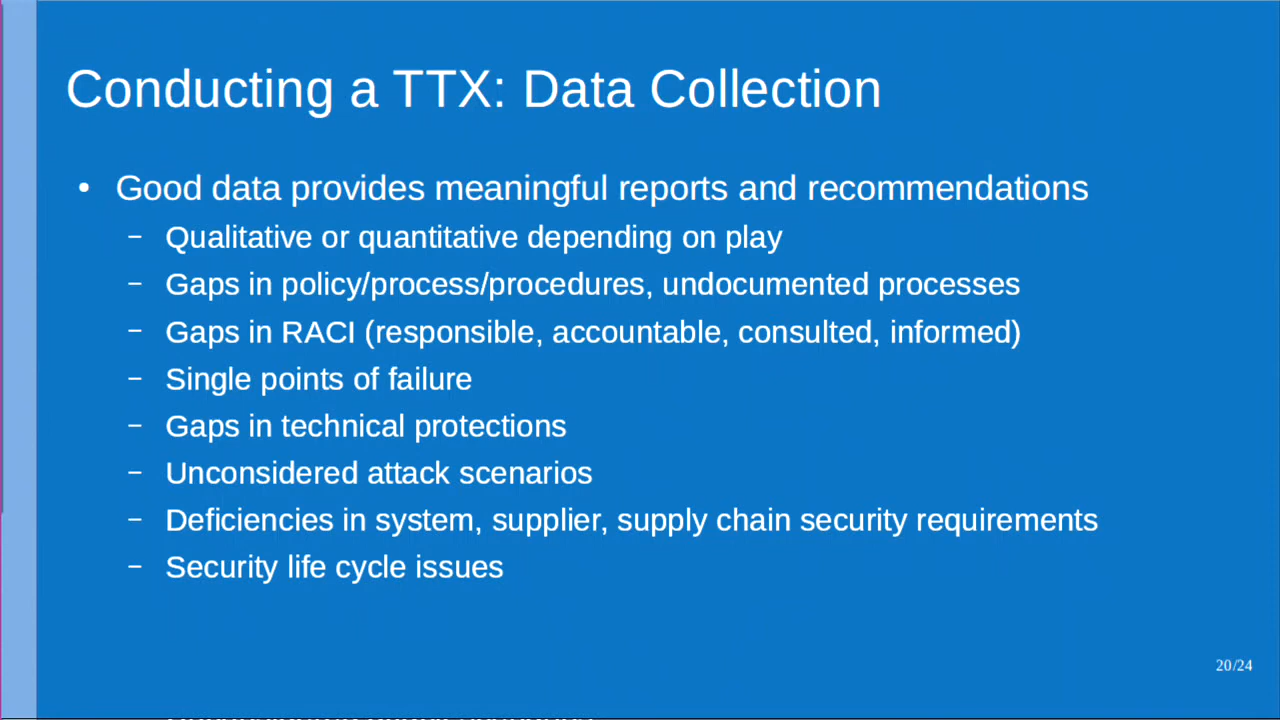 Conducting a TTX: Data Collection
• Good data provides meaningful reports and recommendations
– Qualitative or quantitative depending on play
– Gaps in policy/process/procedures, undocumented processes
– Gaps in RACI (responsible, accountable, consulted, informed)
– Single points of failure
– Gaps in technical protections
– Unconsidered attack scenarios
– Deficiencies in system, supplier, supply chain security requirements
– Security life cycle issues
20/24